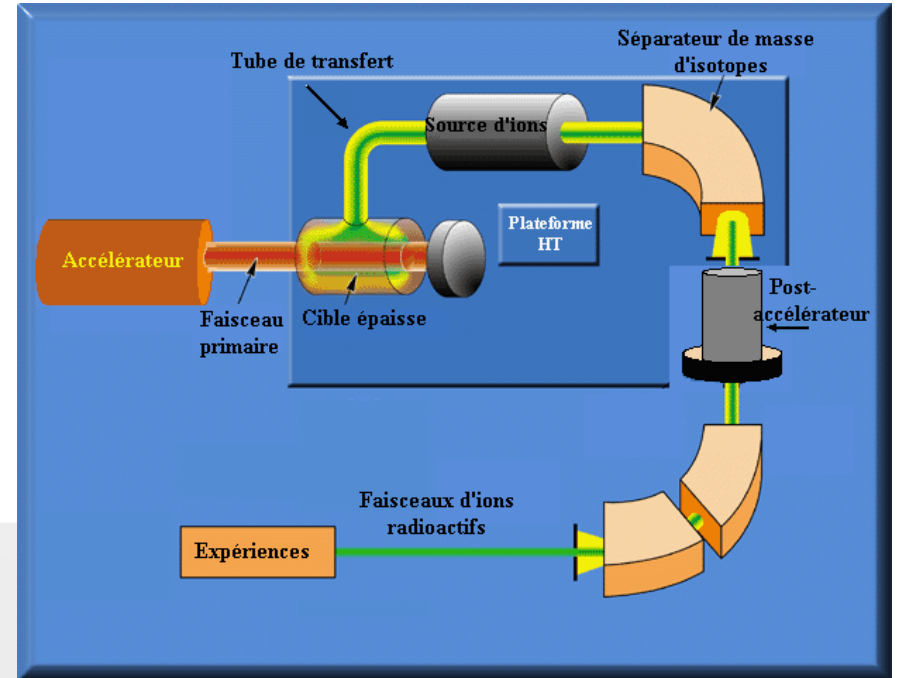 Séparateur de masse
d'isotopes
Tube de transfert
Source d'ions
Plateforme
HT
Accélérateur
Faisceau
primaire
Cible épaisse
Post-
accélérateur
Faisceaux d'ions
radioactifs
Expériences